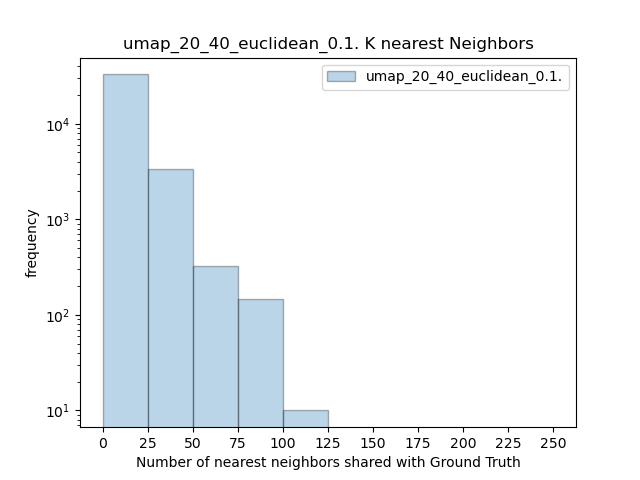 umap_20_40_euclidean_0.1. K nearest Neighbors
umap_20_40_euclidean_0.1.
frequency
10⁴
10³
10²
10¹
0 25 50 75 100 125 150 175 200 225 250
Number of nearest neighbors shared with Ground Truth